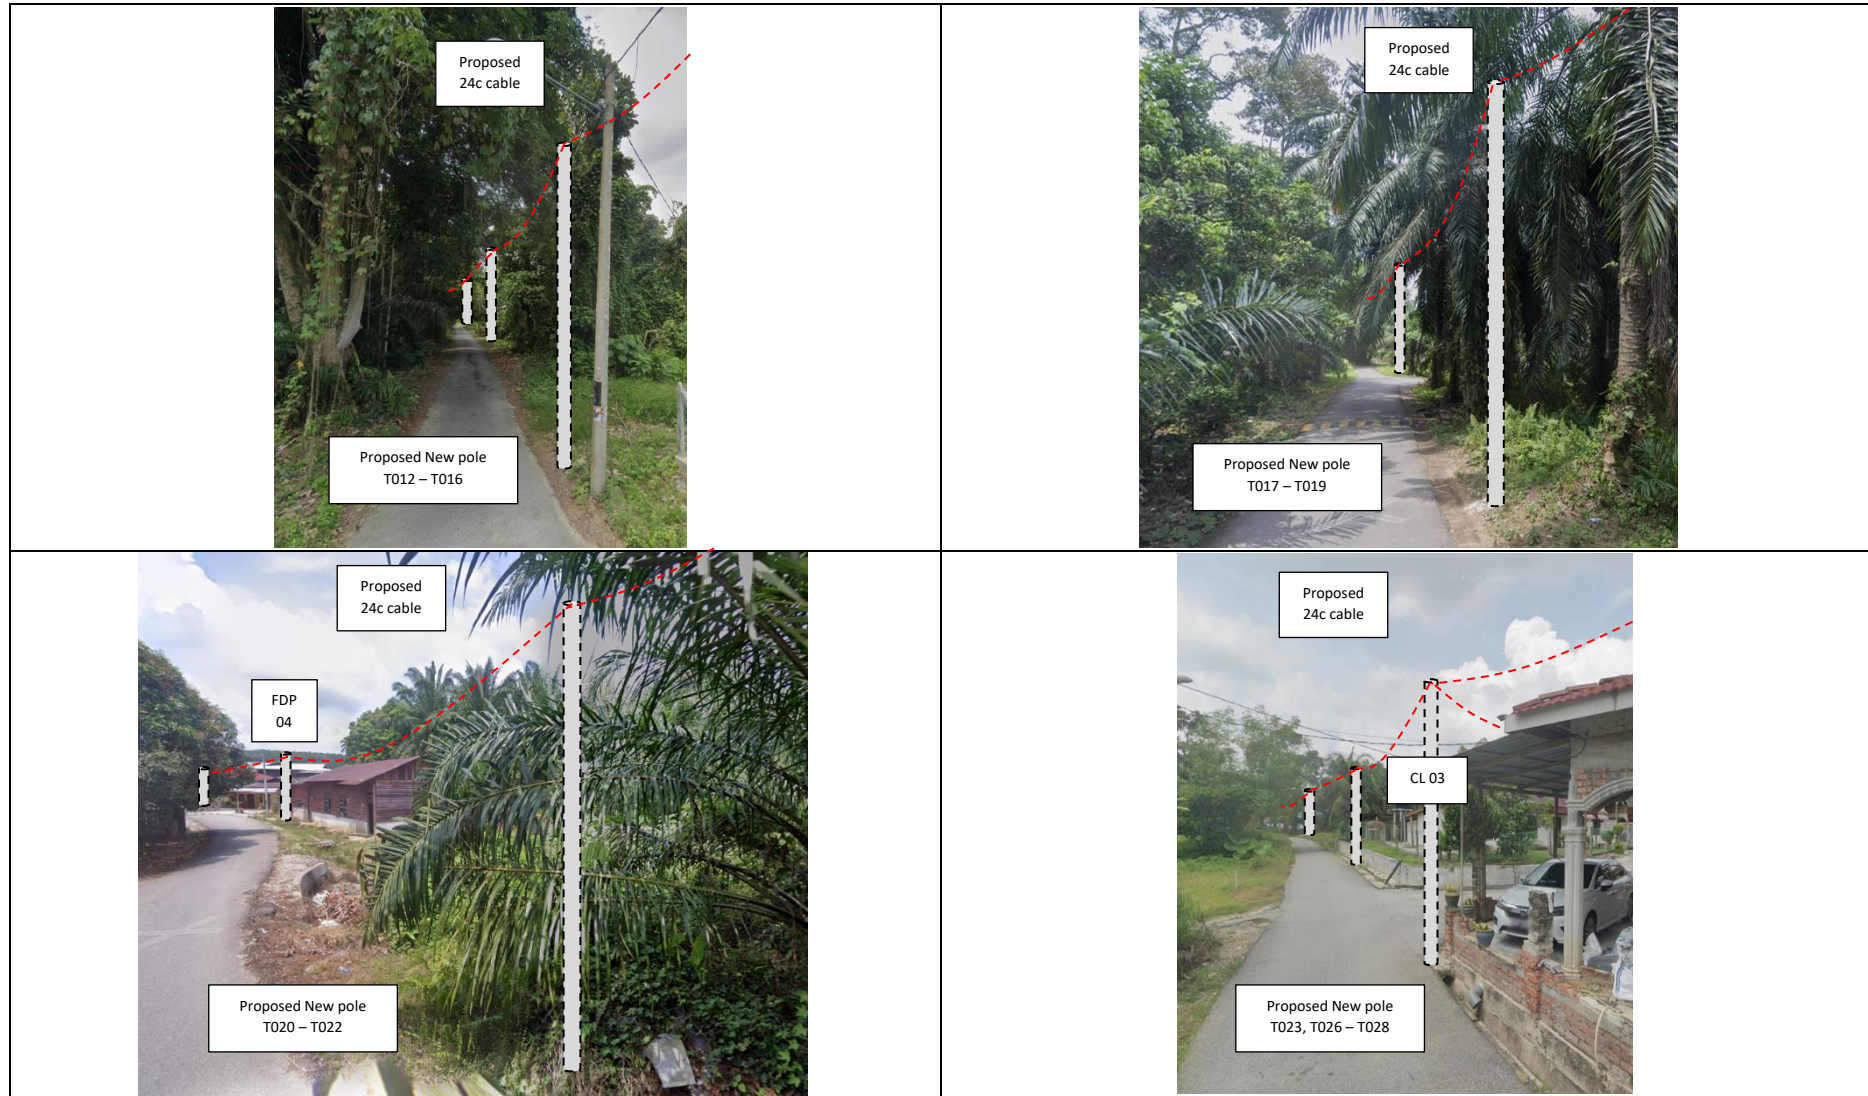 Proposed
24c cable
Proposed New pole
T012 – T016
Proposed
24c cable
Proposed New pole
T017 – T019
Proposed
24c cable
FDP
04
Proposed New pole
T020 – T022
Proposed
24c cable
CL 03
Proposed New pole
T023, T026 – T028